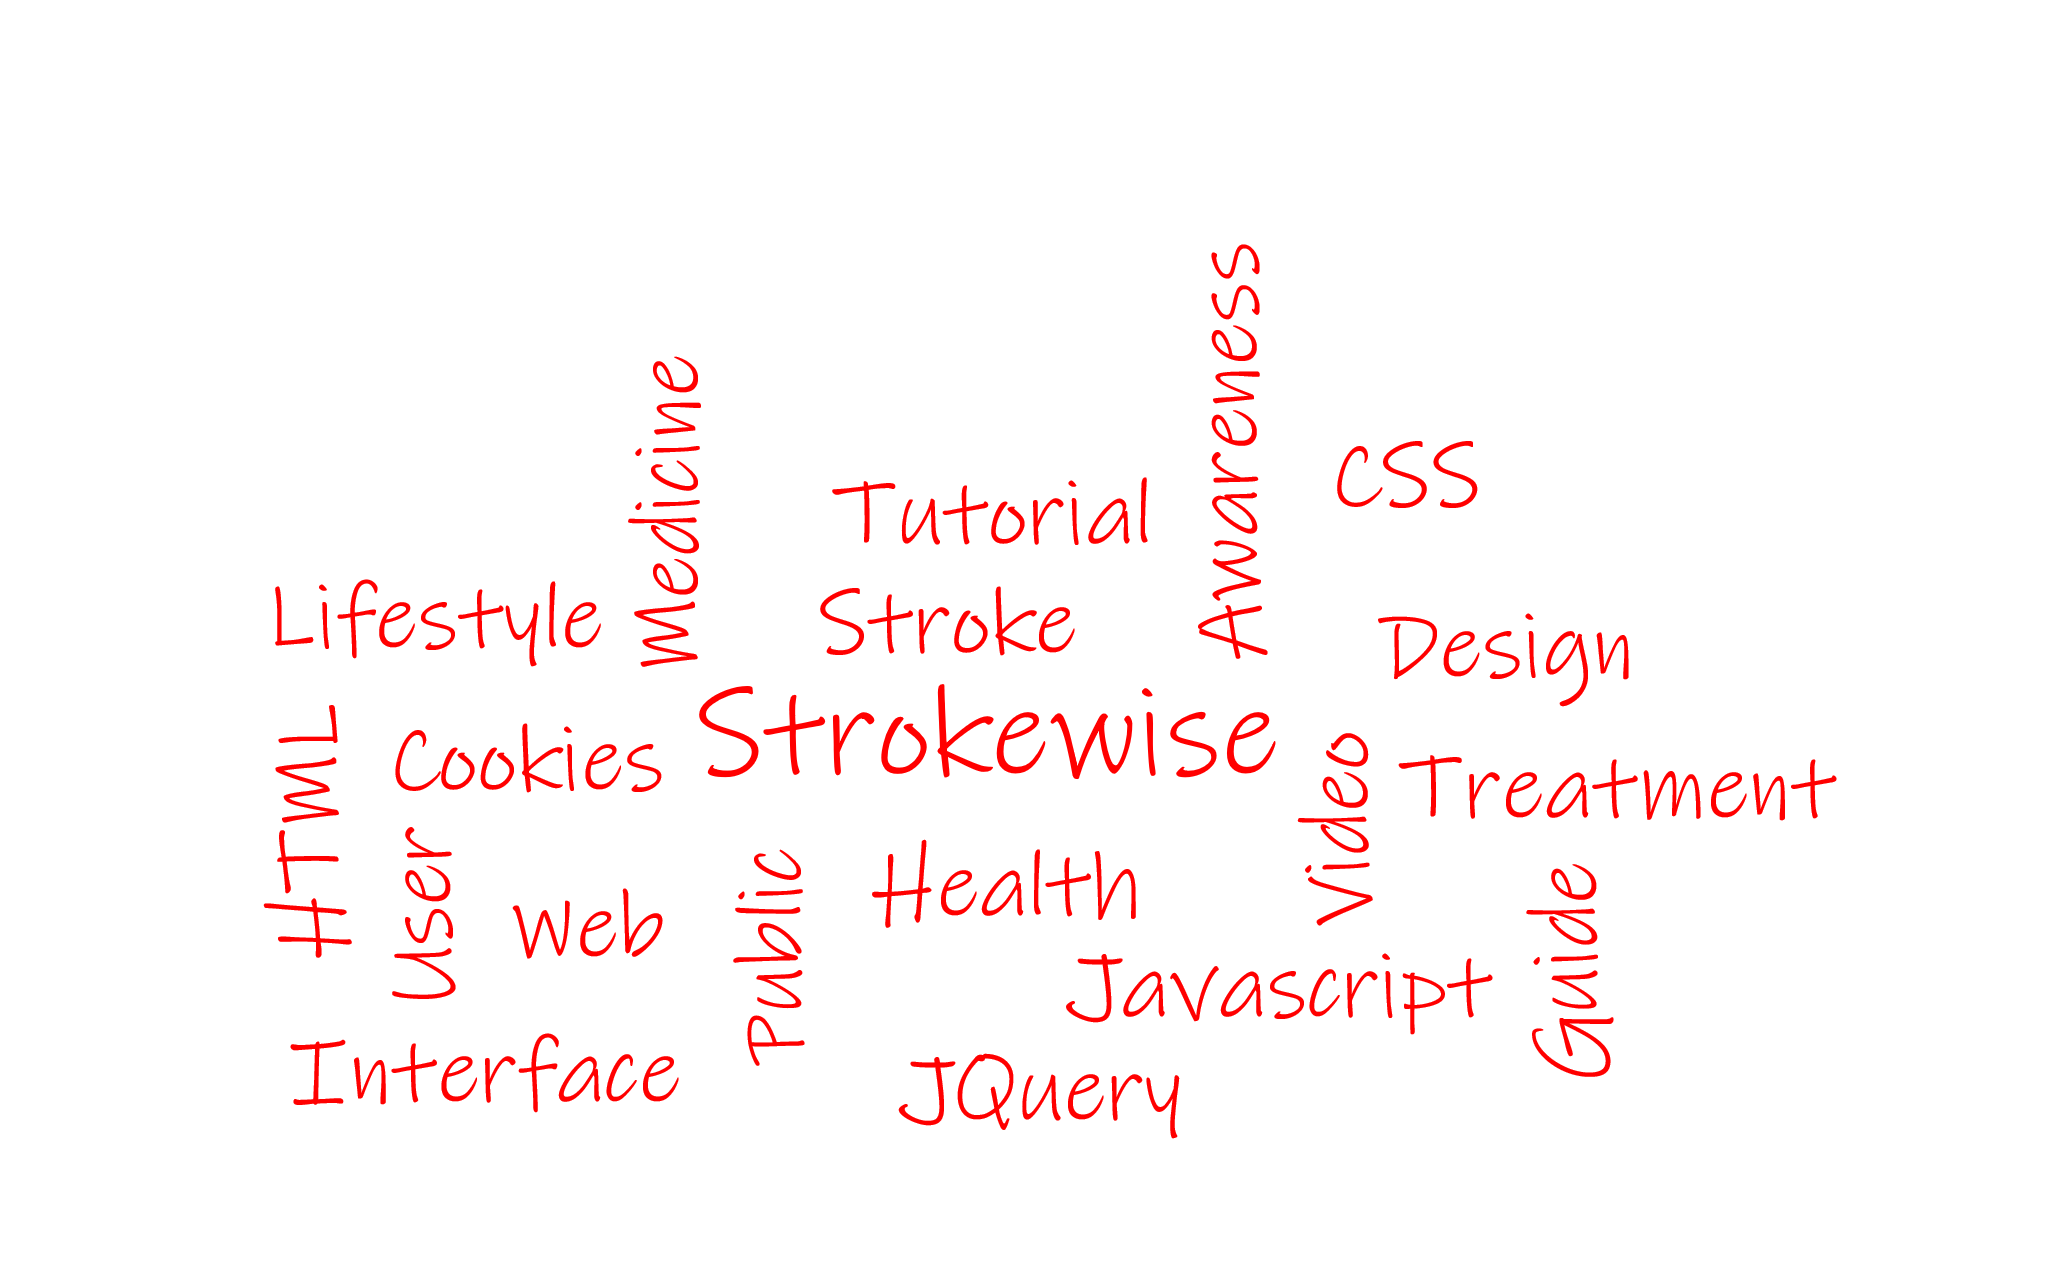 Awareness
Medicine
CSS
Tutorial
Lifestyle
Stroke
Design
Strokewise
HTML
Cookies
Video
Treatment
User
Web
Public
Health
Guide
Javascript
Interface
JQuery